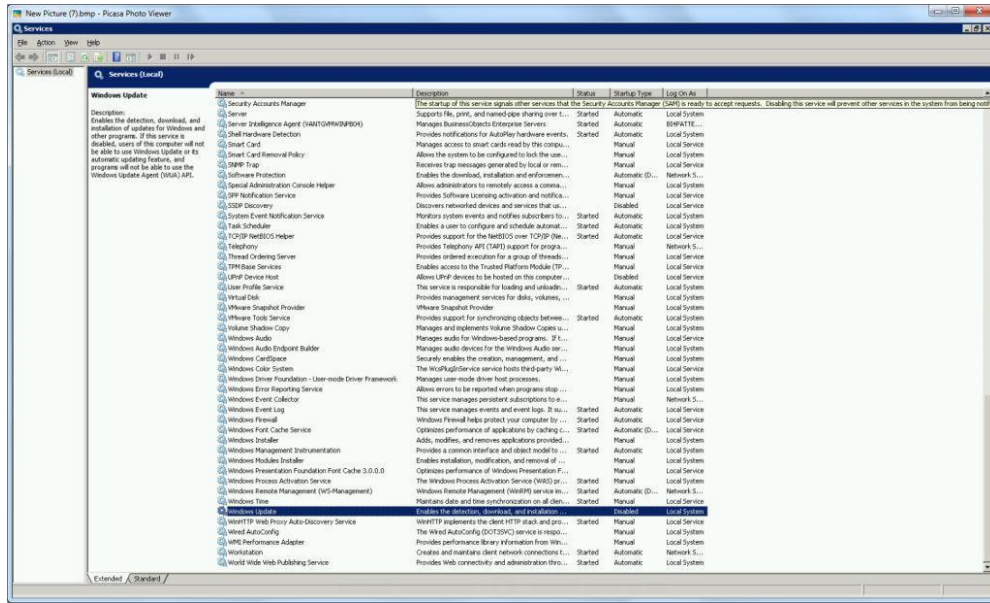 New Picture (7).bmp - Picasa Photo Viewer
Services
File Action View Help
Services (Local)
Services (Local)
Windows Update
Description:
Enables the detection, download, and
installation of updates for Windows and
other programs. If this service is
disabled, users of this computer will not
be able to use Windows Update or its
automatic updating feature, and
programs will not be able to use the
Windows Update Agent (WUA) API.
Name Description Status Startup Type Log On As
Security Accounts Manager The startup of this service signals other services that the Security Accounts Manager (SAM) is ready to accept requests. Disabling this service will prevent other services in the system from being notif
Server Supports file, print, and named-pipe sharing over t... Started Automatic Local System
Server Intelligence Agent Manages BusinessObjects Enterprise Servers Started Automatic
Shell Hardware Detection Provides notifications for AutoPlay hardware events. Started Automatic Local System
Smart Card Manages access to smart cards read by this compu... Manual Local Service
Smart Card Removal Policy Allows the system to be configured to lock the use... Manual Local System
SNMP Trap Receives trap messages generated by local or rem... Manual Local Service
Software Protection Enables the download, installation and enforcemen... Automatic (D... Network S...
Special Administration Console Helper Allows administrators to remotely access a comma... Manual Local System
SPP Notification Service Provides Software Licensing activation and notifica... Manual Local Service
SSDP Discovery Discovers networked devices and services that us... Disabled Local Service
System Event Notification Service Monitors system events and notifies subscribers to... Started Automatic Local System
Task Scheduler Enables a user to configure and schedule automat... Started Automatic Local System
TCP/IP NetBIOS Helper Provides support for the NetBIOS over TCP/IP (Ne... Started Automatic Local Service
Telephony Provides Telephony API (TAPI) support for progra... Manual Network S...
Thread Ordering Server Provides ordered execution for a group of threads... Manual Local Service
TPM Base Services Enables access to the Trusted Platform Module (TP... Manual Local Service
UPnP Device Host Allows UPnP devices to be hosted on this computer... Disabled Local Service
User Profile Service This service is responsible for loading and unloadin... Started Automatic Local System
Virtual Disk Provides management services for disks, volumes, ... Manual Local System
VMware Snapshot Provider VMware Snapshot Provider Manual Local System
VMware Tools Service Provides support for synchronizing objects betwee... Started Automatic Local System
Volume Shadow Copy Manages and implements Volume Shadow Copies u... Manual Local System
Windows Audio Manages audio for Windows-based programs. If t... Manual Local Service
Windows Audio Endpoint Builder Manages audio devices for the Windows Audio ser... Manual Local System
Windows CardSpace Securely enables the creation, management, and ... Manual Local System
Windows Color System The WcsPlugInService service hosts third-party Wi... Manual Local Service
Windows Driver Foundation - User-mode Driver Framework Manages user-mode driver host processes. Manual Local System
Windows Error Reporting Service Allows errors to be reported when programs stop ... Manual Local System
Windows Event Collector This service manages persistent subscriptions to e... Manual Network S...
Windows Event Log This service manages events and event logs. It su... Started Automatic Local Service
Windows Firewall Windows Firewall helps protect your computer by ... Started Automatic Local Service
Windows Font Cache Service Optimizes performance of applications by caching c... Started Automatic (D... Local Service
Windows Installer Adds, modifies, and removes applications provided... Manual Local System
Windows Management Instrumentation Provides a common interface and object model to ... Started Automatic Local System
Windows Modules Installer Enables installation, modification, and removal of ... Manual Local System
Windows Presentation Foundation Font Cache 3.0.0.0 Optimizes performance of Windows Presentation F... Manual Local Service
Windows Process Activation Service The Windows Process Activation Service (WAS) pr... Started Manual Local System
Windows Remote Management (WS-Management) Windows Remote Management (WinRM) service im... Started Automatic (D... Network S...
Windows Time Maintains date and time synchronization on all clien... Started Manual Local Service
Windows Update Enables the detection, download, and installation ... Disabled Local System
WinHTTP Web Proxy Auto-Discovery Service WinHTTP implements the client HTTP stack and pro... Started Manual Local Service
Wired AutoConfig The Wired AutoConfig (DOT3SVC) service is respo... Manual Local System
WMI Performance Adapter Provides performance library information from Win... Manual Local System
Workstation Creates and maintains client network connections t... Started Automatic Network S...
World Wide Web Publishing Service Provides Web connectivity and administration thro... Started Automatic Local System
Extended Standard